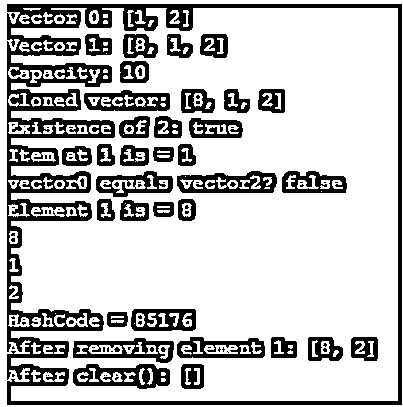 Vector 0: [1, 2]
Vector 1: [8, 1, 2]
Capacity: 10
Cloned vector: [8, 1, 2]
Existence of 2: true
Item at 1 is = 1
vector0 equals vector2? false
Element 1 is = 8
8
1
2
HashCode = 85176
After removing element 1: [8, 2]
After clear(): []